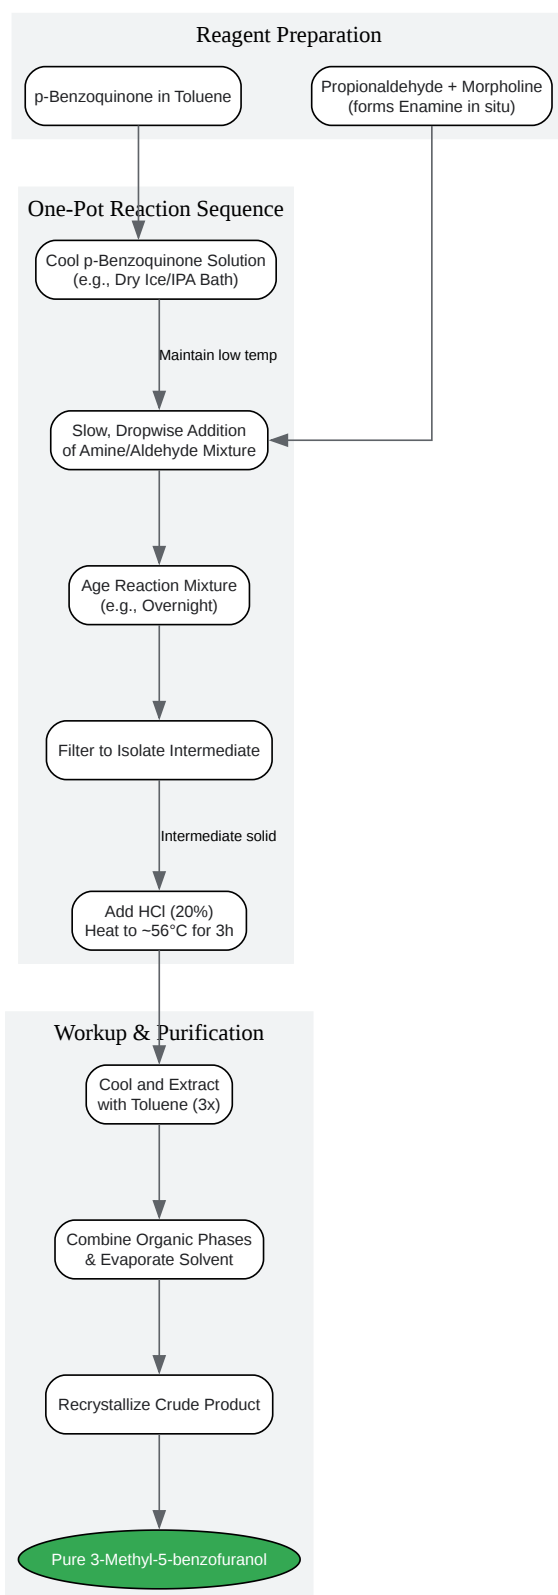 Reagent Preparation
p-Benzoquinone in Toluene
Propionaldehyde + Morpholine
(forms Enamine in situ)
One-Pot Reaction Sequence
Cool p-Benzoquinone Solution
(e.g., Dry Ice/IPA Bath)
Maintain low temp
Slow, Dropwise Addition
of Amine/Aldehyde Mixture
Age Reaction Mixture
(e.g., Overnight)
Filter to Isolate Intermediate
Intermediate solid
Add HCl (20%)
Heat to ~56°C for 3h
Workup & Purification
Cool and Extract
with Toluene (3x)
Combine Organic Phases
& Evaporate Solvent
Recrystallize Crude Product
Pure 3-Methyl-5-benzofuranol